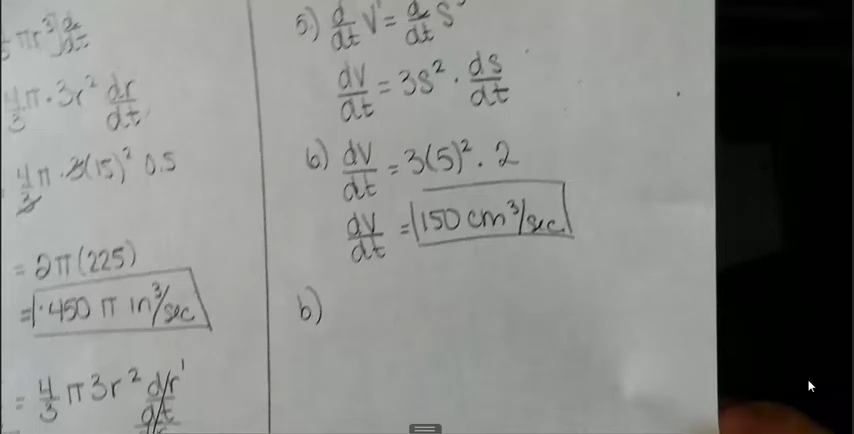 πr³] d/dt
4/3 π · 3r² dr/dt
4/3 π · 3(15)² 0.5
= 2π(225)
= 450 π in³/sec
= 4/3 π 3r² dr/dt
5) d/dt V = d/dt S³
dv/dt = 3s² · ds/dt
6) dv/dt = 3(5)² · 2
dv/dt = 150 cm³/sec
b)